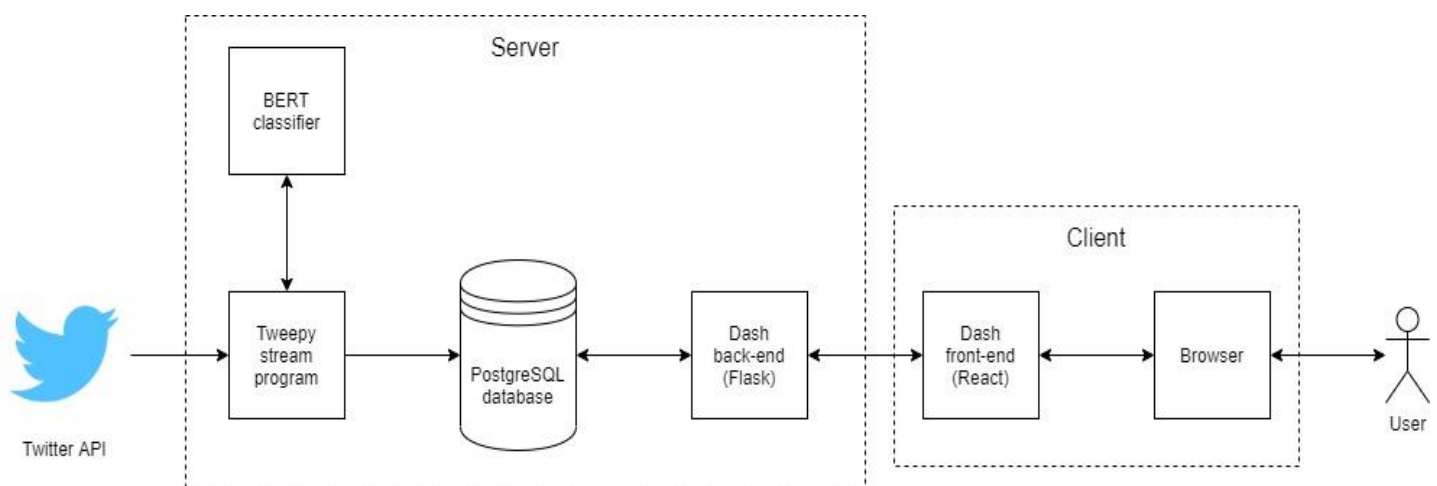 Server
BERT
classifier
Client
Tweepy
stream
program
PostgreSQL
database
Dash
back-end
(Flask)
Dash
front-end
(React)
Browser
Twitter API
User